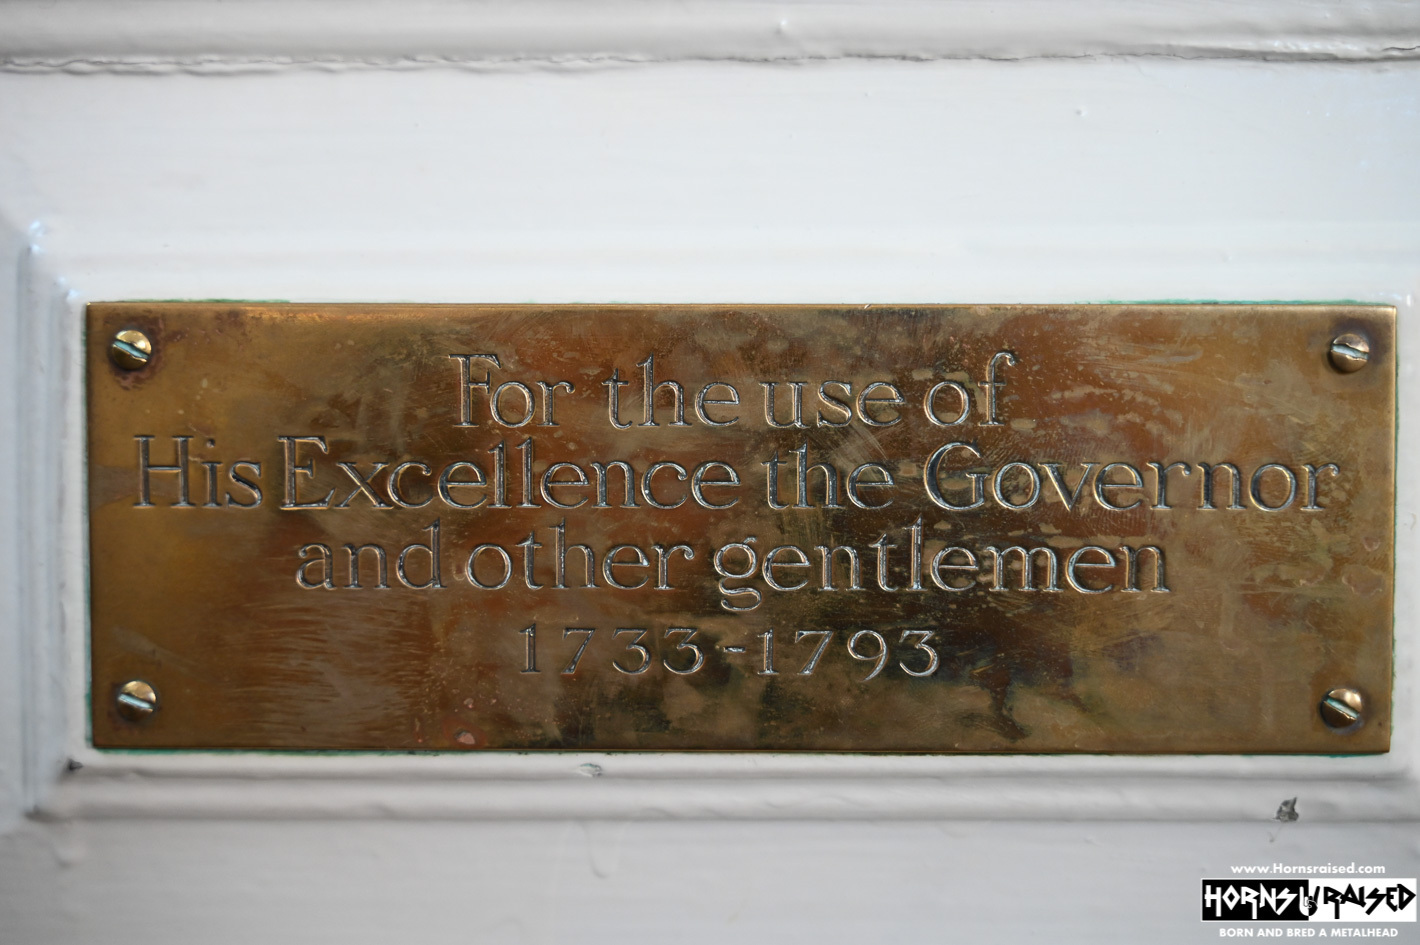 For the use of
His Excellence the Governor
and other gentlemen
1733-1793
www.Hornsraised.com
HORNS UP RAISED
BORN AND BRED A METALHEAD